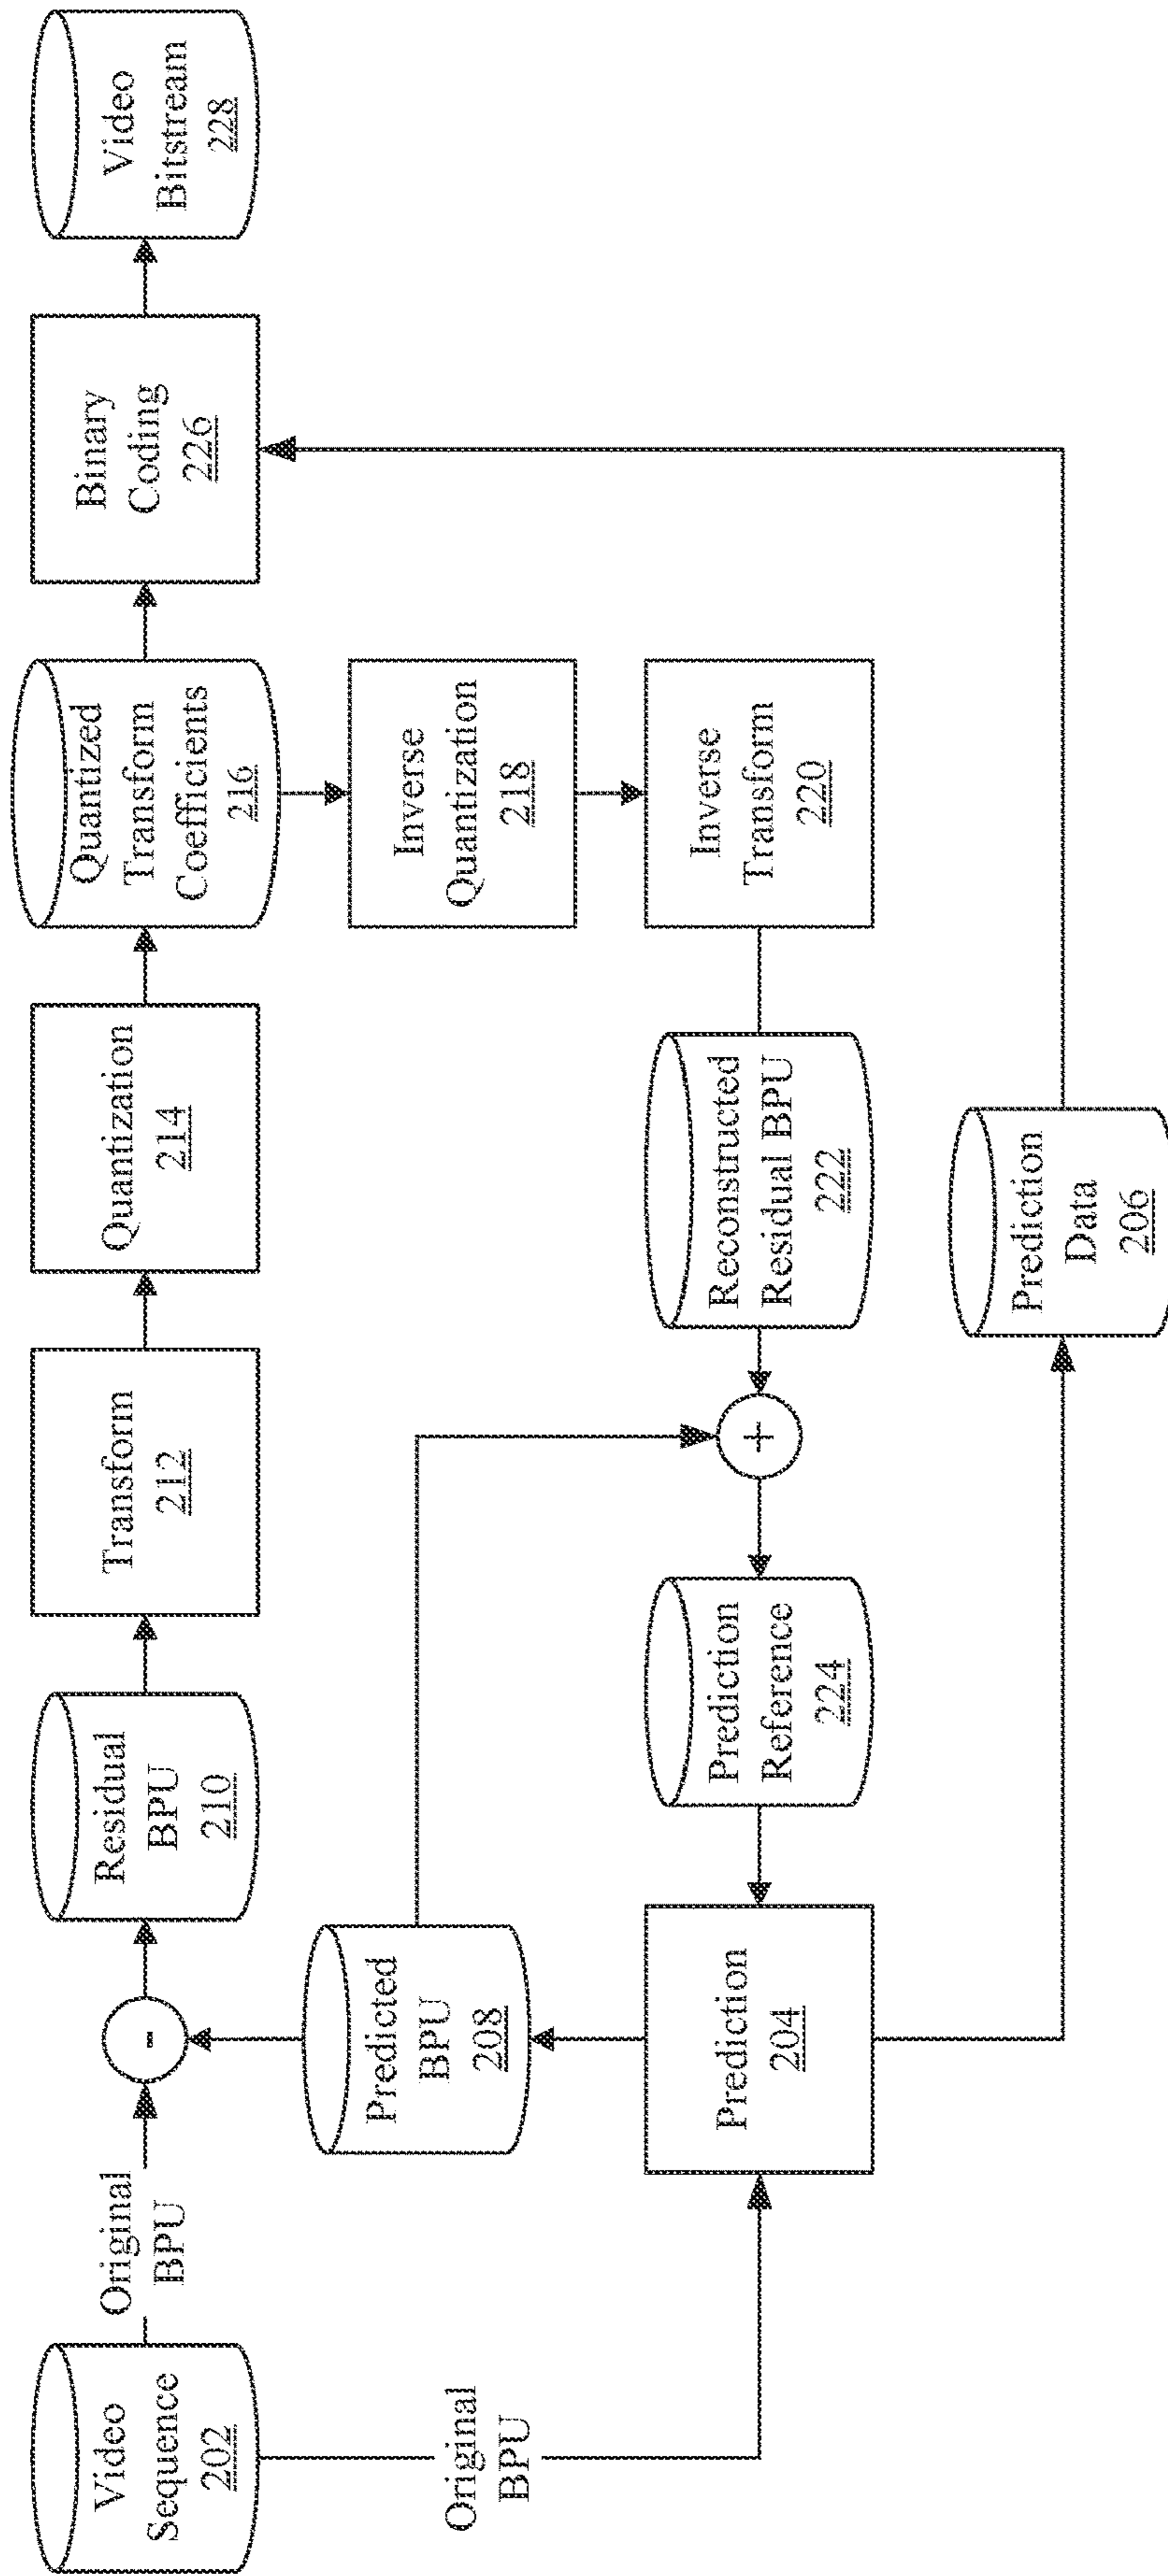 Video
Sequence
202
Original
BPU
Original
BPU
-
Residual
BPU
210
Transform
212
Quantization
214
Quantized
Transform
Coefficients
216
Binary
Coding
226
Video
Bitstream
228
Predicted
BPU
208
Inverse
Quantization
218
Prediction
204
Prediction
Reference
224
+
Reconstructed
Residual BPU
222
Inverse
Transform
220
Prediction
Data
206